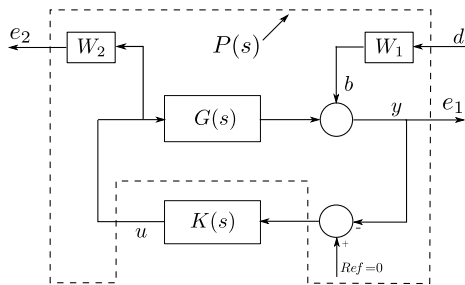 e₂
W₂
P(s)
W₁
d
b
y
e₁
G(s)
K(s)
u
-
+
Ref=0